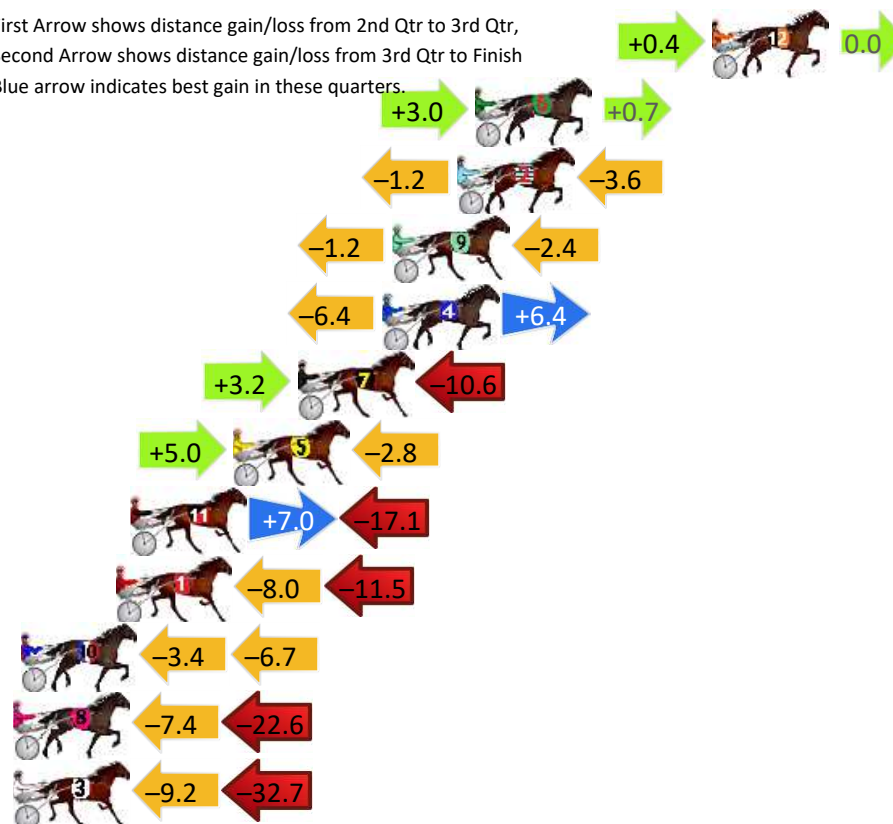 irst Arrow shows distance gain/loss from 2nd Qtr to 3rd Qtr,
econd Arrow shows distance gain/loss from 3rd Qtr to Finish
lue arrow indicates best gain in these quarters.
+0.4 12 0.0
+3.0 6 +0.7
–1.2 2 –3.6
–1.2 9 –2.4
–6.4 4 +6.4
+3.2 7 –10.6
+5.0 5 –2.8
11 +7.0 –17.1
1 –8.0 –11.5
10 –3.4 –6.7
8 –7.4 –22.6
3 –9.2 –32.7